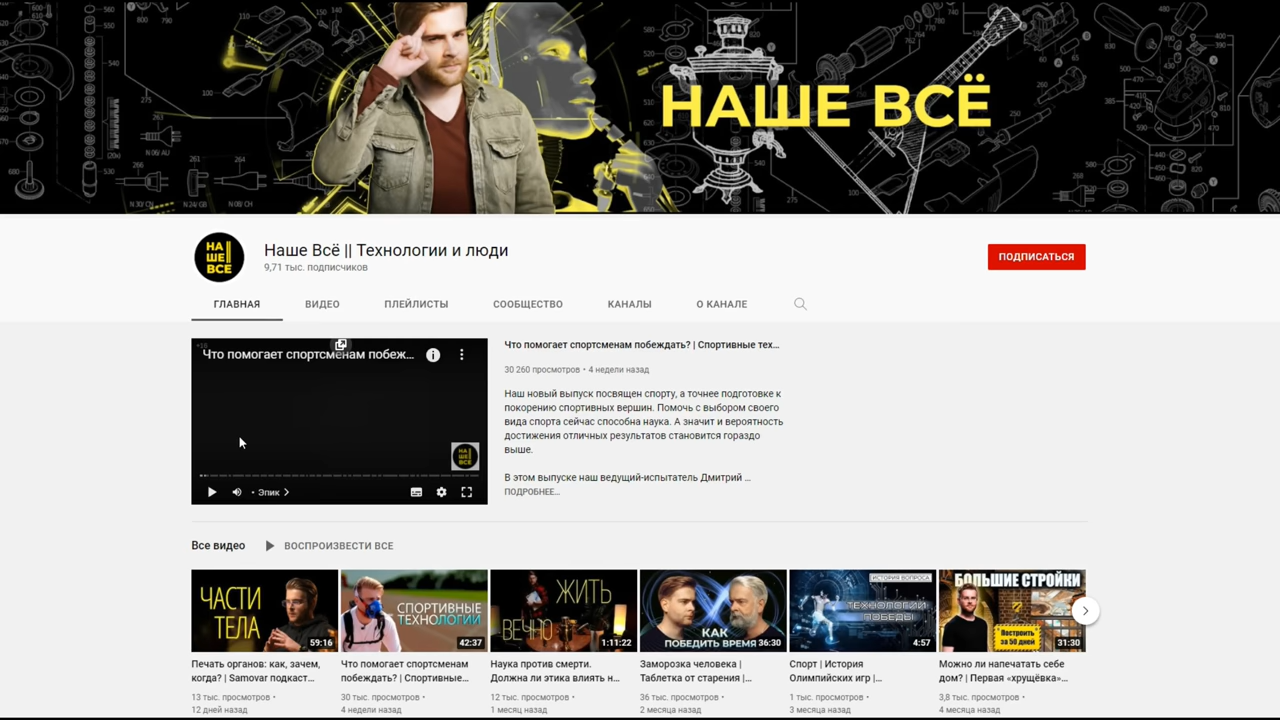 НАШЕ ВСЁ
НА
ШЕ
ВСЕ
Наше Всё || Технологии и люди
9,71 тыс. подписчиков
ПОДПИСАТЬСЯ
ГЛАВНАЯ
ВИДЕО
ПЛЕЙЛИСТЫ
СООБЩЕСТВО
КАНАЛЫ
О КАНАЛЕ
Что помогает спортсменам побеж...
• Эпик
Что помогает спортсменам побеждать? | Спортивные тех...
30 260 просмотров • 4 недели назад
Наш новый выпуск посвящен спорту, а точнее подготовке к
покорению спортивных вершин. Помочь с выбором своего
вида спорта сейчас способна наука. А значит и вероятность
достижения отличных результатов становится гораздо
выше.
В этом выпуске наш ведущий-испытатель Дмитрий ...
ПОДРОБНЕЕ...
Все видео
ВОСПРОИЗВЕСТИ ВСЕ
ЧАСТИ
ТЕЛА
59:16
СПОРТИВНЫЕ
ТЕХНОЛОГИИ
42:37
ЖИТЬ
ВЕЧНО
1:11:22
КАК
ПОБЕДИТЬ ВРЕМЯ
36:30
ИСТОРИЯ ВОПРОСА
ТЕХНОЛОГИИ
ПОБЕДЫ
4:57
БОЛЬШИЕ СТРОЙКИ
Построить
за 50 дней
31:30
Печать органов: как, зачем,
когда? | Samovar подкаст...
13 тыс. просмотров •
12 дней назад
Что помогает спортсменам
побеждать? | Спортивные...
30 тыс. просмотров •
4 недели назад
Наука против смерти.
Должна ли этика влиять н...
12 тыс. просмотров •
1 месяц назад
Заморозка человека |
Таблетка от старения |...
36 тыс. просмотров •
2 месяца назад
Спорт | История
Олимпийских игр |...
1 тыс. просмотров •
3 месяца назад
Можно ли напечатать себе
дом? | Первая «хрущёвка»...
3,8 тыс. просмотров •
4 месяца назад